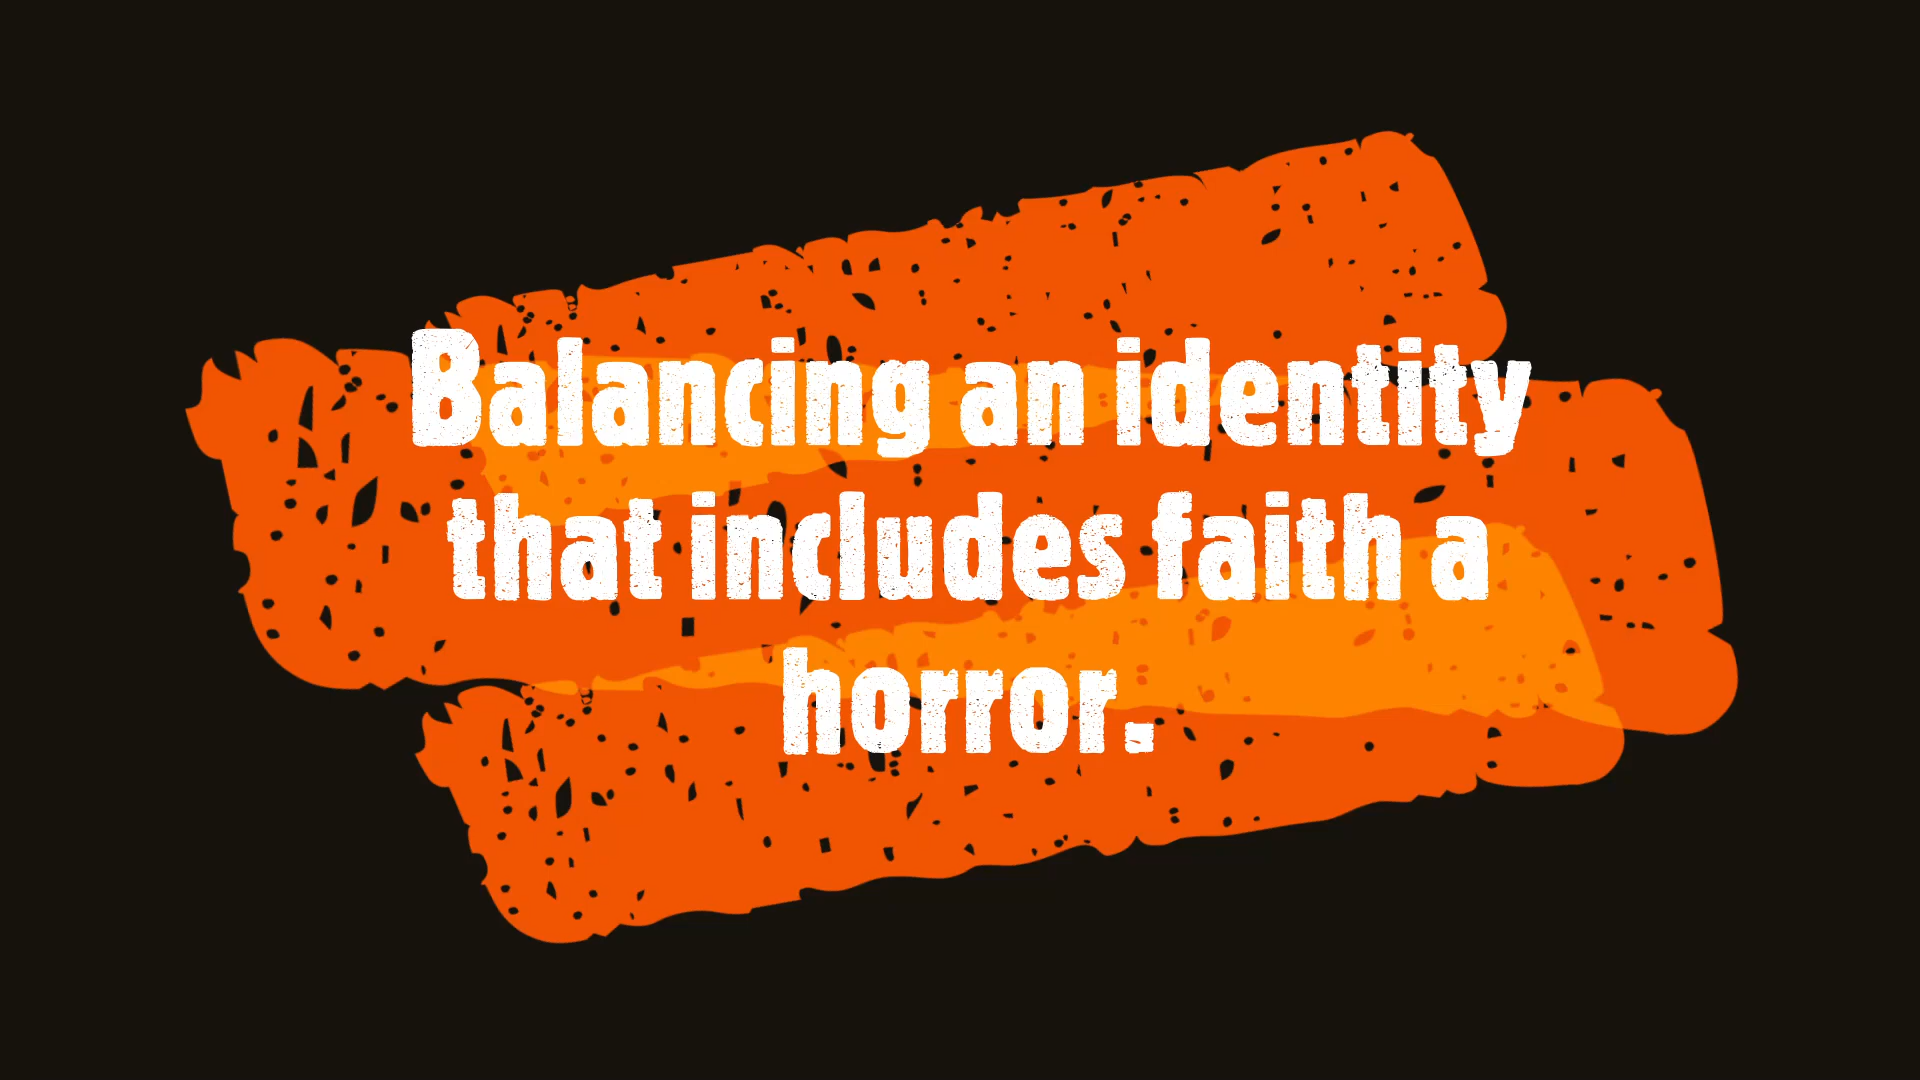 Balancing an identity
that includes faith a
horror.